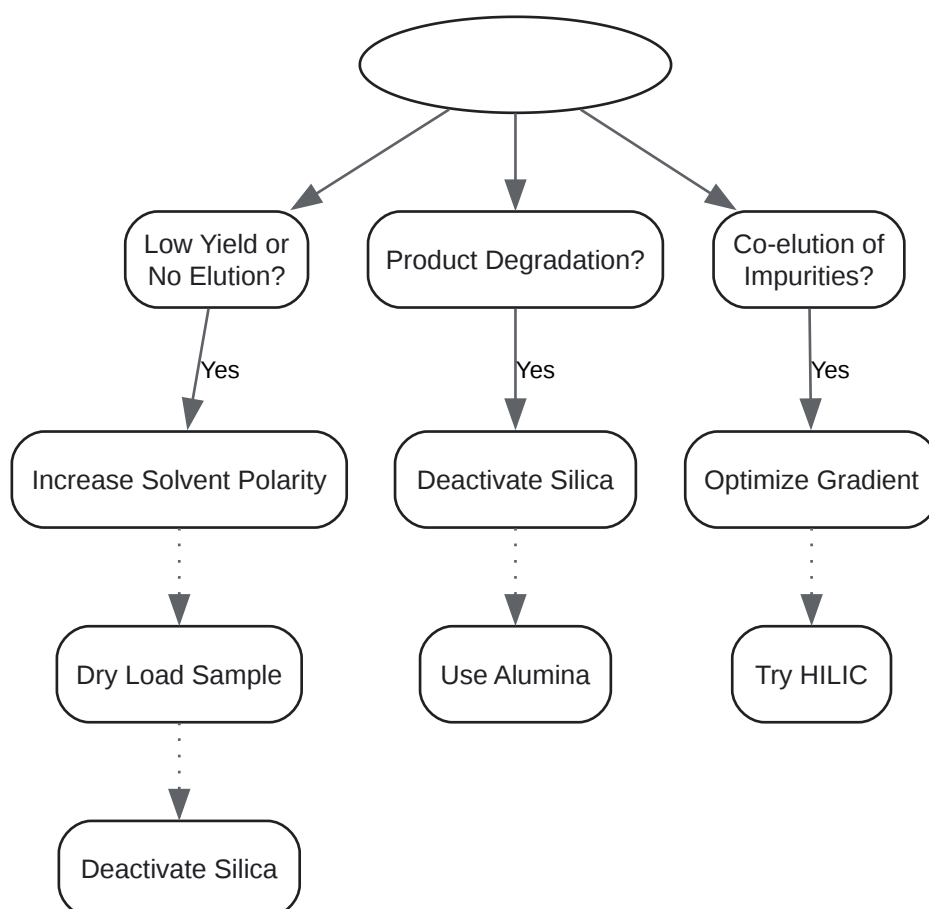 Low Yield or
No Elution?
Product Degradation?
Co-elution of
Impurities?
Yes
Yes
Yes
Increase Solvent Polarity
Deactivate Silica
Optimize Gradient
Dry Load Sample
Use Alumina
Try HILIC
Deactivate Silica